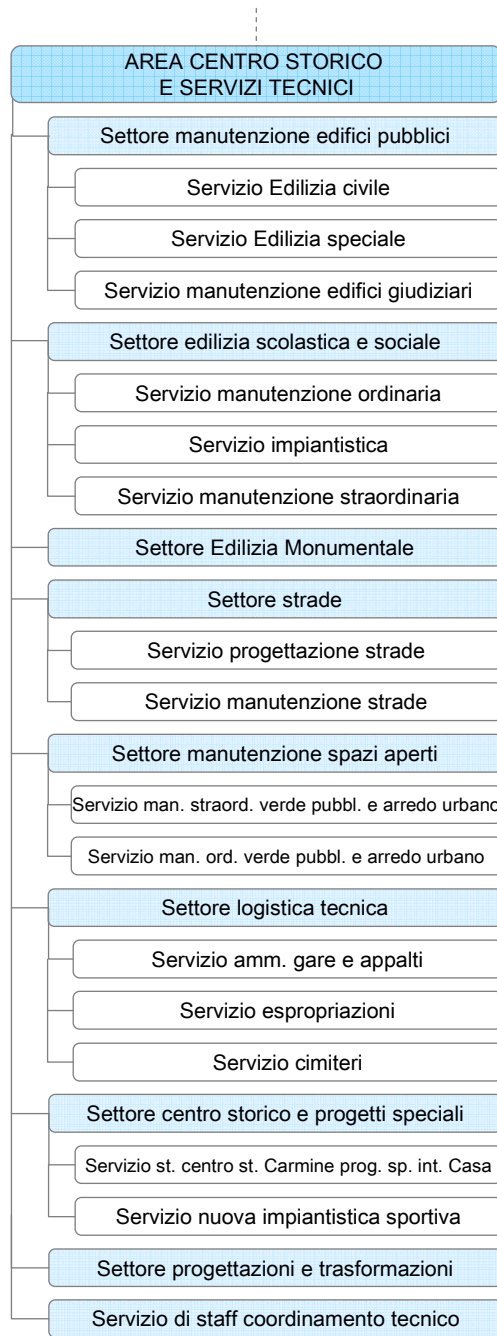 AREA CENTRO STORICO
E SERVIZI TECNICI
Settore manutenzione edifici pubblici
Servizio Edilizia civile
Servizio Edilizia speciale
Servizio manutenzione edifici giudiziari
Settore edilizia scolastica e sociale
Servizio manutenzione ordinaria
Servizio impiantistica
Servizio manutenzione straordinaria
Settore Edilizia Monumentale
Settore strade
Servizio progettazione strade
Servizio manutenzione strade
Settore manutenzione spazi aperti
Servizio man. straord. verde pubbl. e arredo urbano
Servizio man. ord. verde pubbl. e arredo urbano
Settore logistica tecnica
Servizio amm. gare e appalti
Servizio espropriazioni
Servizio cimiteri
Settore centro storico e progetti speciali
Servizio st. centro st. Carmine prog. sp. int. Casa
Servizio nuova impiantistica sportiva
Settore progettazioni e trasformazioni
Servizio di staff coordinamento tecnico